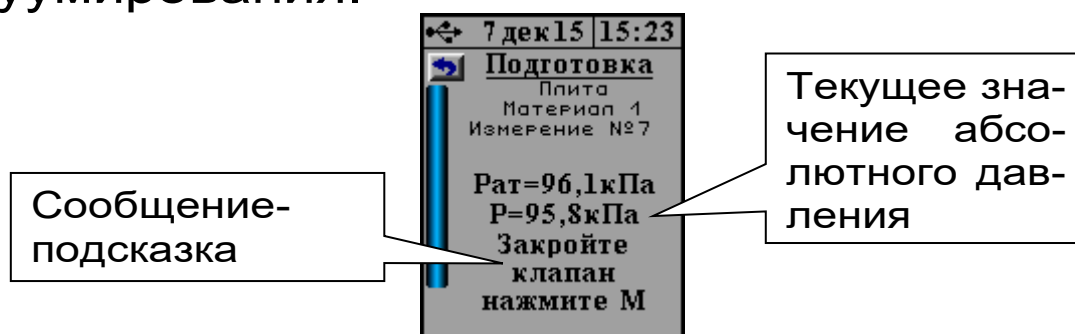 уумирования.
7 дек15 15:23
Подготовка
Плита
Материал 1
Измерение №7
Pат=96,1кПа
P=95,8кПа
Закройте
клапан
нажмите М
Сообщение-
подсказка
Текущее зна-
чение абсо-
лютного дав-
ления